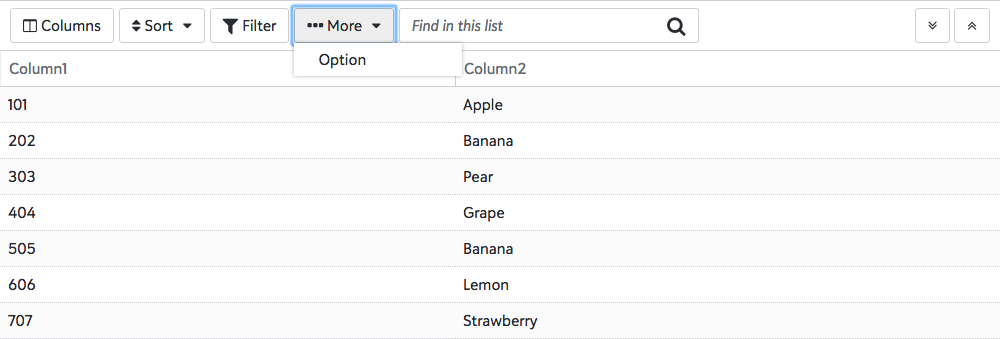 Columns Sort Filter More Find in this list
Option
Column1 Column2
101 Apple
202 Banana
303 Pear
404 Grape
505 Banana
606 Lemon
707 Strawberry